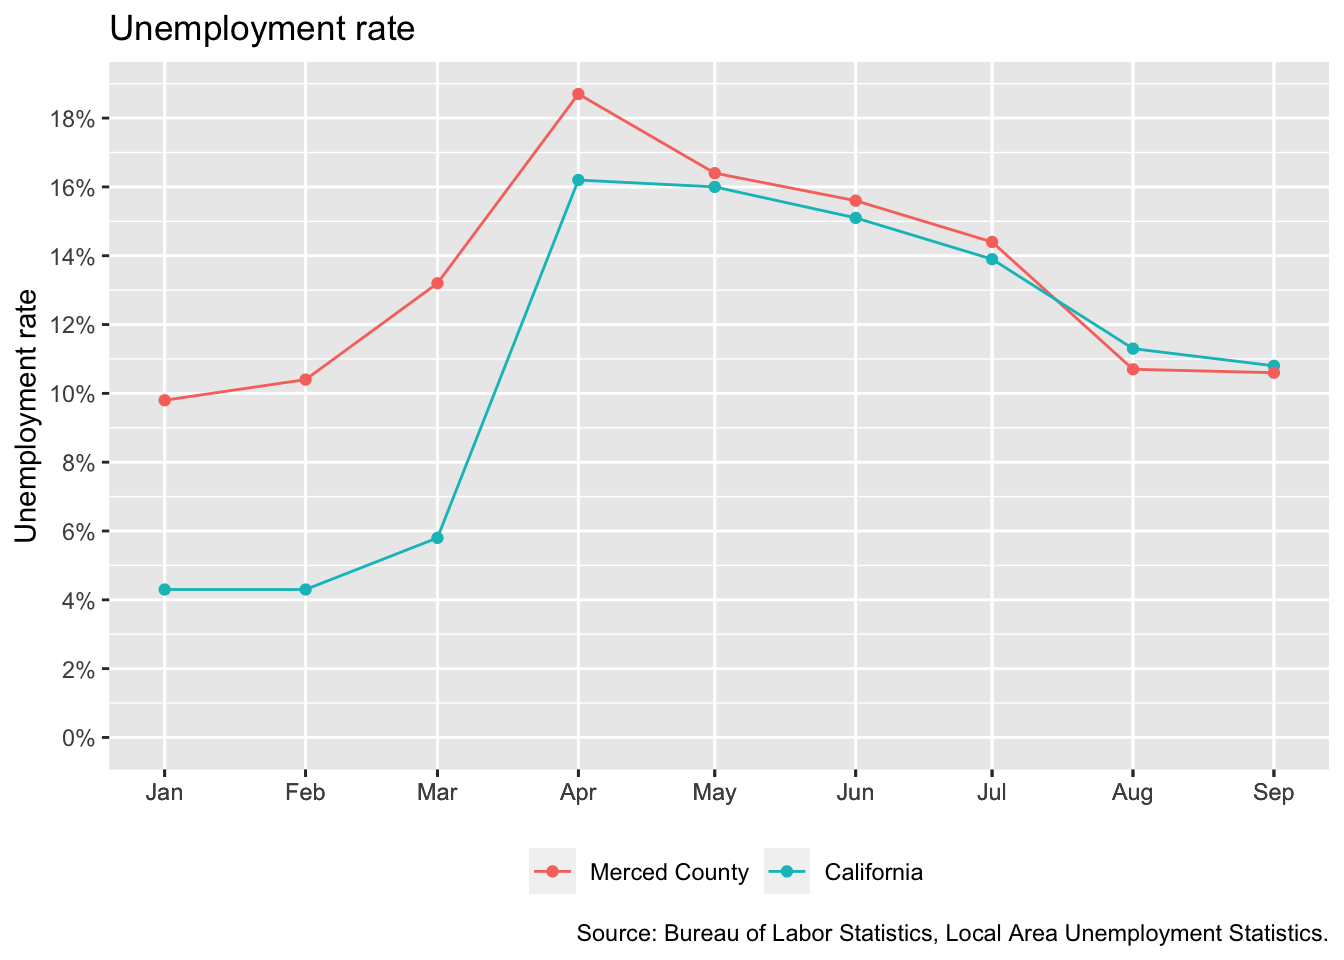 Unemployment rate
Unemployment rate
18%
16%
14%
12%
10%
8%
6%
4%
2%
0%
Jan Feb Mar Apr May Jun Jul Aug Sep
Merced County California
Source: Bureau of Labor Statistics, Local Area Unemployment Statistics.